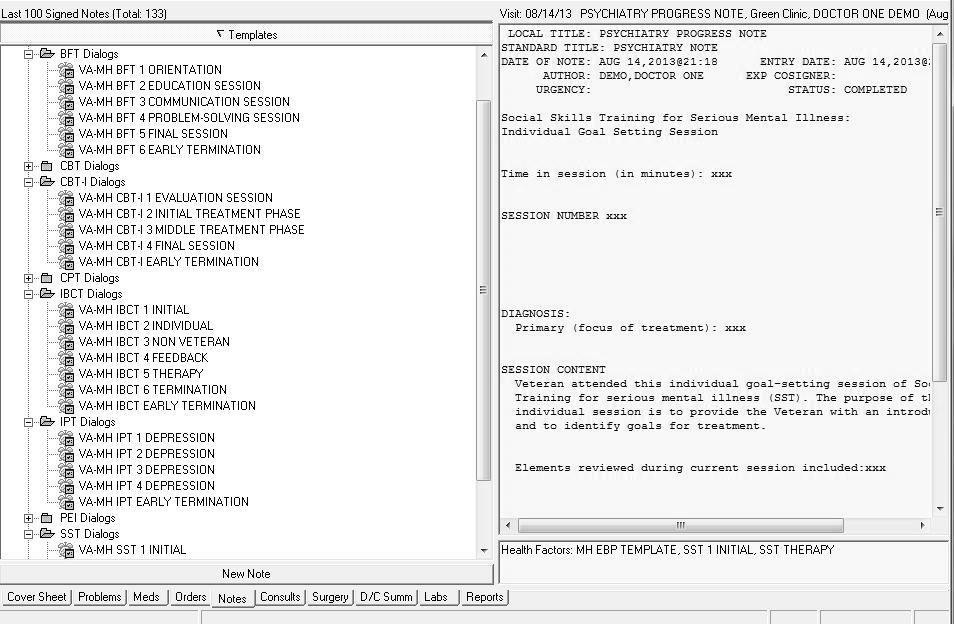 Last 100 Signed Notes (Total: 133)
Templates
BFT Dialogs
VA-MH BFT 1 ORIENTATION
VA-MH BFT 2 EDUCATION SESSION
VA-MH BFT 3 COMMUNICATION SESSION
VA-MH BFT 4 PROBLEM-SOLVING SESSION
VA-MH BFT 5 FINAL SESSION
VA-MH BFT 6 EARLY TERMINATION
CBT Dialogs
CBT-I Dialogs
VA-MH CBT-I 1 EVALUATION SESSION
VA-MH CBT-I 2 INITIAL TREATMENT PHASE
VA-MH CBT-I 3 MIDDLE TREATMENT PHASE
VA-MH CBT-I 4 FINAL SESSION
VA-MH CBT-I EARLY TERMINATION
CPT Dialogs
IBCT Dialogs
VA-MH IBCT 1 INITIAL
VA-MH IBCT 2 INDIVIDUAL
VA-MH IBCT 3 NON VETERAN
VA-MH IBCT 4 FEEDBACK
VA-MH IBCT 5 THERAPY
VA-MH IBCT 6 TERMINATION
VA-MH IBCT EARLY TERMINATION
IPT Dialogs
VA-MH IPT 1 DEPRESSION
VA-MH IPT 2 DEPRESSION
VA-MH IPT 3 DEPRESSION
VA-MH IPT 4 DEPRESSION
VA-MH IPT EARLY TERMINATION
PEI Dialogs
SST Dialogs
VA-MH SST 1 INITIAL
New Note
Visit: 08/14/13 PSYCHIATRY PROGRESS NOTE, Green Clinic, DOCTOR ONE DEMO (Aug
LOCAL TITLE: PSYCHIATRY PROGRESS NOTE
STANDARD TITLE: PSYCHIATRY NOTE
DATE OF NOTE: AUG 14,2013@21:18 ENTRY DATE: AUG 14,2013@
AUTHOR: DEMO,DOCTOR ONE EXP COSIGNER:
URGENCY: STATUS: COMPLETED
Social Skills Training for Serious Mental Illness:
Individual Goal Setting Session
Time in session (in minutes): xxx
SESSION NUMBER xxx
DIAGNOSIS:
Primary (focus of treatment): xxx
SESSION CONTENT
Veteran attended this individual goal-setting session of
Training for serious mental illness (SST). The purpose of
individual session is to provide the Veteran with an
and to identify goals for treatment.
Elements reviewed during current session included:xxx
Health Factors: MH EBP TEMPLATE, SST 1 INITIAL, SST THERAPY
Cover Sheet Problems Meds Orders Notes Consults Surgery D/C Summ Labs Reports